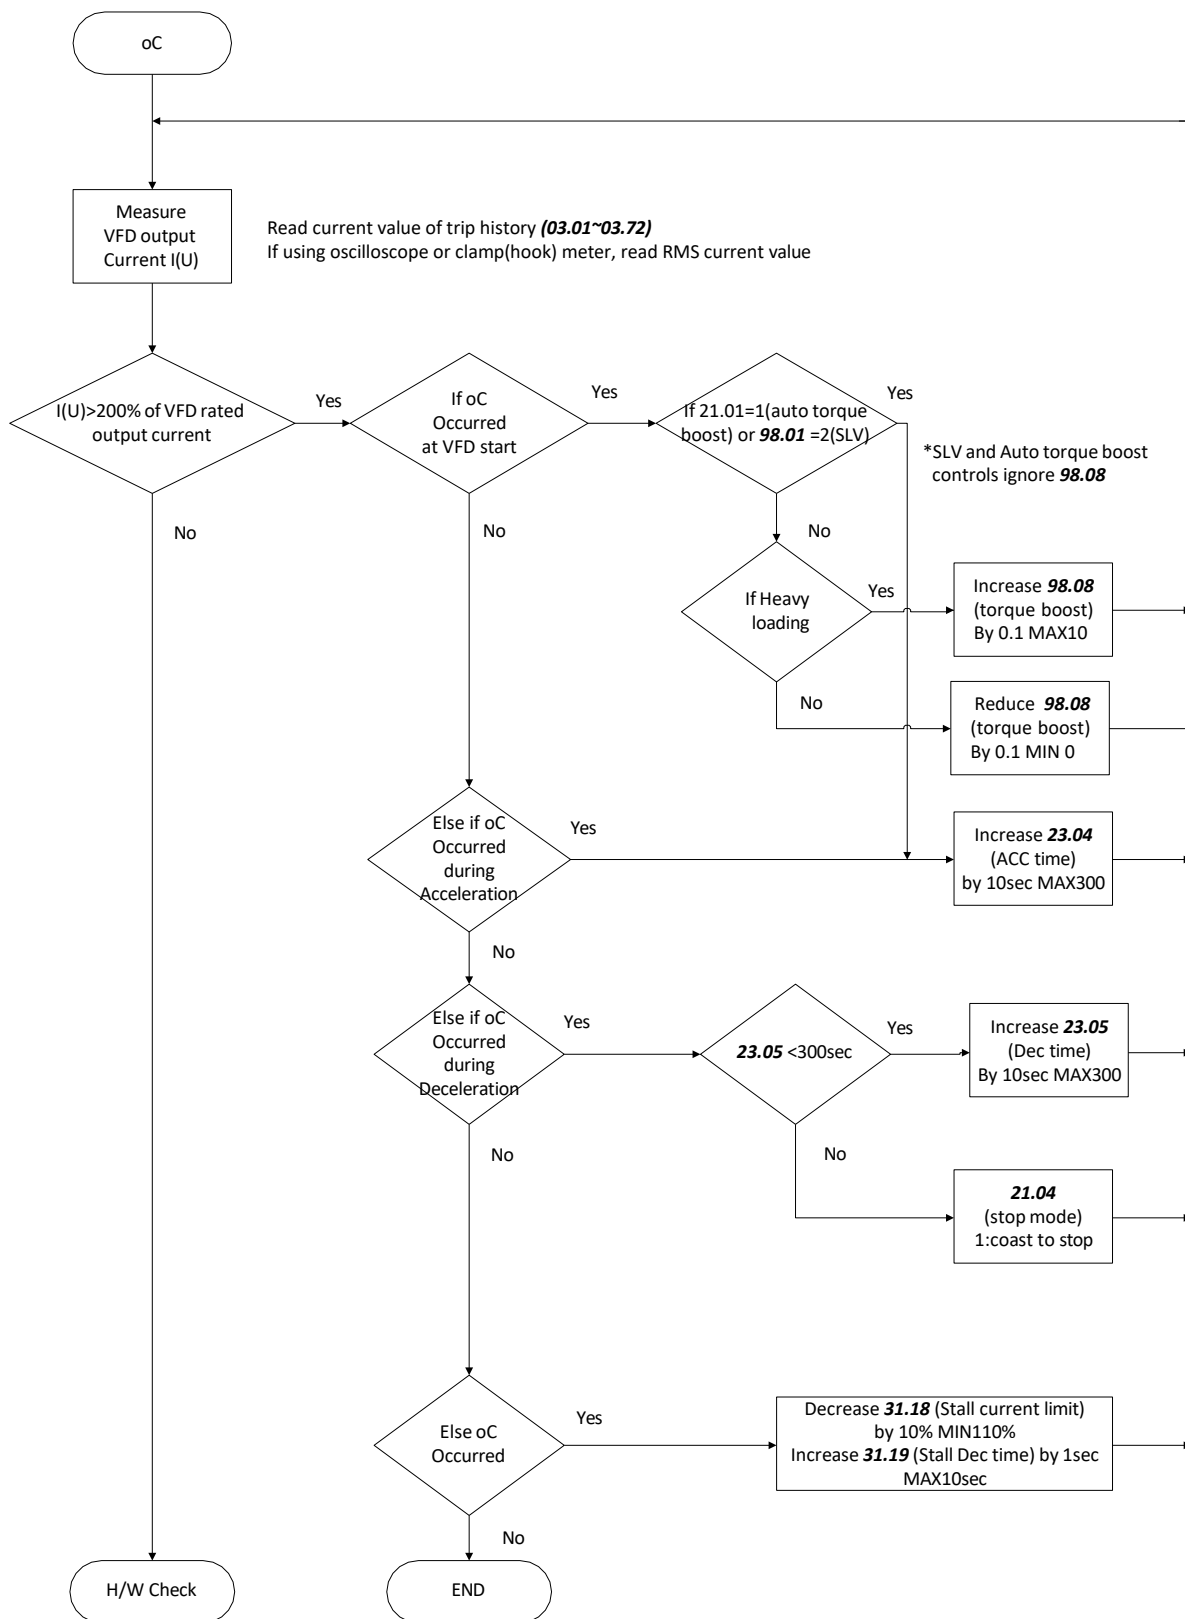 oC
Measure
VFD output
Current I(U)
Read current value of trip history (03.01~03.72)
If using oscilloscope or clamp(hook) meter, read RMS current value
I(U)>200% of VFD rated
output current
Yes
No
If oC
Occurred
at VFD start
Yes
No
If 21.01=1(auto torque
boost) or 98.01 =2(SLV)
Yes
No
*SLV and Auto torque boost
controls ignore 98.08
If Heavy
loading
Yes
No
Increase 98.08
(torque boost)
By 0.1 MAX10
Reduce 98.08
(torque boost)
By 0.1 MIN 0
Else if oC
Occurred
during
Acceleration
Yes
No
Increase 23.04
(ACC time)
by 10sec MAX300
Else if oC
Occurred
during
Deceleration
Yes
No
23.05 <300sec
Yes
No
Increase 23.05
(Dec time)
By 10sec MAX300
21.04
(stop mode)
1:coast to stop
Else oC
Occurred
Yes
No
Decrease 31.18 (Stall current limit)
by 10% MIN110%
Increase 31.19 (Stall Dec time) by 1sec
MAX10sec
H/W Check
END